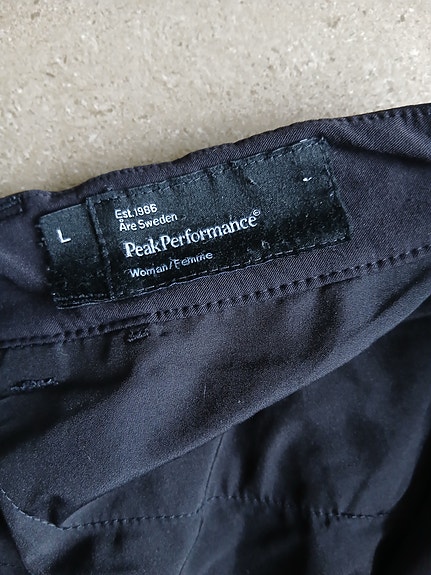 L
Est.1986
Åre Sweden
PeakPerformance®
Woman/Femme